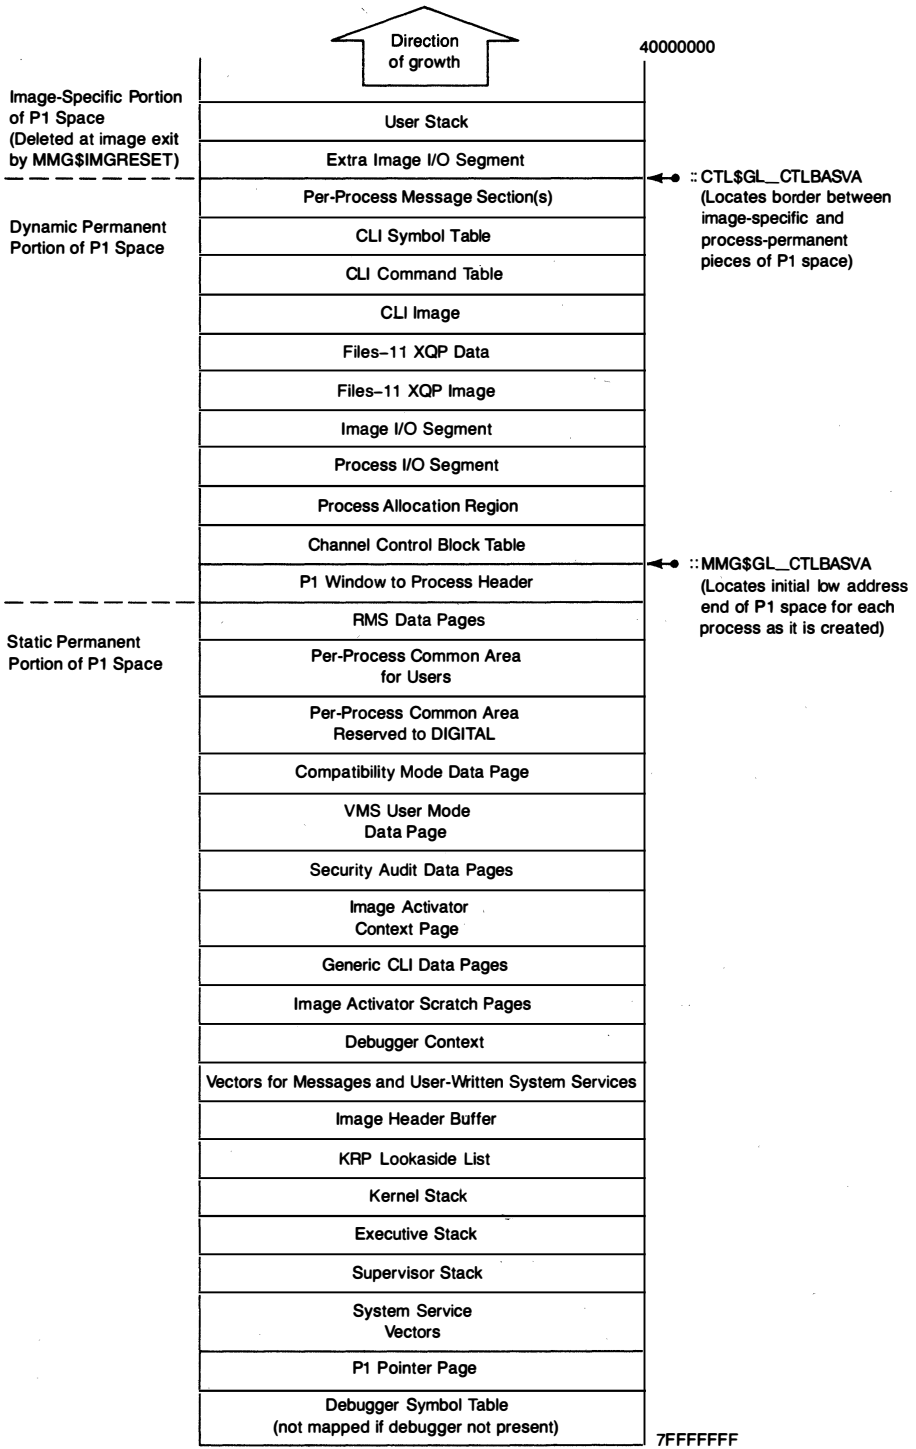 Direction
of growth
40000000
Image-Specific Portion
of P1 Space
(Deleted at image exit
by MMG$IMGRESET)
User Stack
Extra Image I/O Segment
:: CTL$GL__CTLBASVA
(Locates border between
image-specific and
process-permanent
pieces of P1 space)
Dynamic Permanent
Portion of P1 Space
Per-Process Message Section(s)
CLI Symbol Table
CLI Command Table
CLI Image
Files–11 XQP Data
Files–11 XQP Image
Image I/O Segment
Process I/O Segment
Process Allocation Region
Channel Control Block Table
:: MMG$GL__CTLBASVA
(Locates initial low address
end of P1 space for each
process as it is created)
P1 Window to Process Header
Static Permanent
Portion of P1 Space
RMS Data Pages
Per-Process Common Area
for Users
Per-Process Common Area
Reserved to DIGITAL
Compatibility Mode Data Page
VMS User Mode
Data Page
Security Audit Data Pages
Image Activator
Context Page
Generic CLI Data Pages
Image Activator Scratch Pages
Debugger Context
Vectors for Messages and User-Written System Services
Image Header Buffer
KRP Lookaside List
Kernel Stack
Executive Stack
Supervisor Stack
System Service
Vectors
P1 Pointer Page
Debugger Symbol Table
(not mapped if debugger not present)
7FFFFFFF